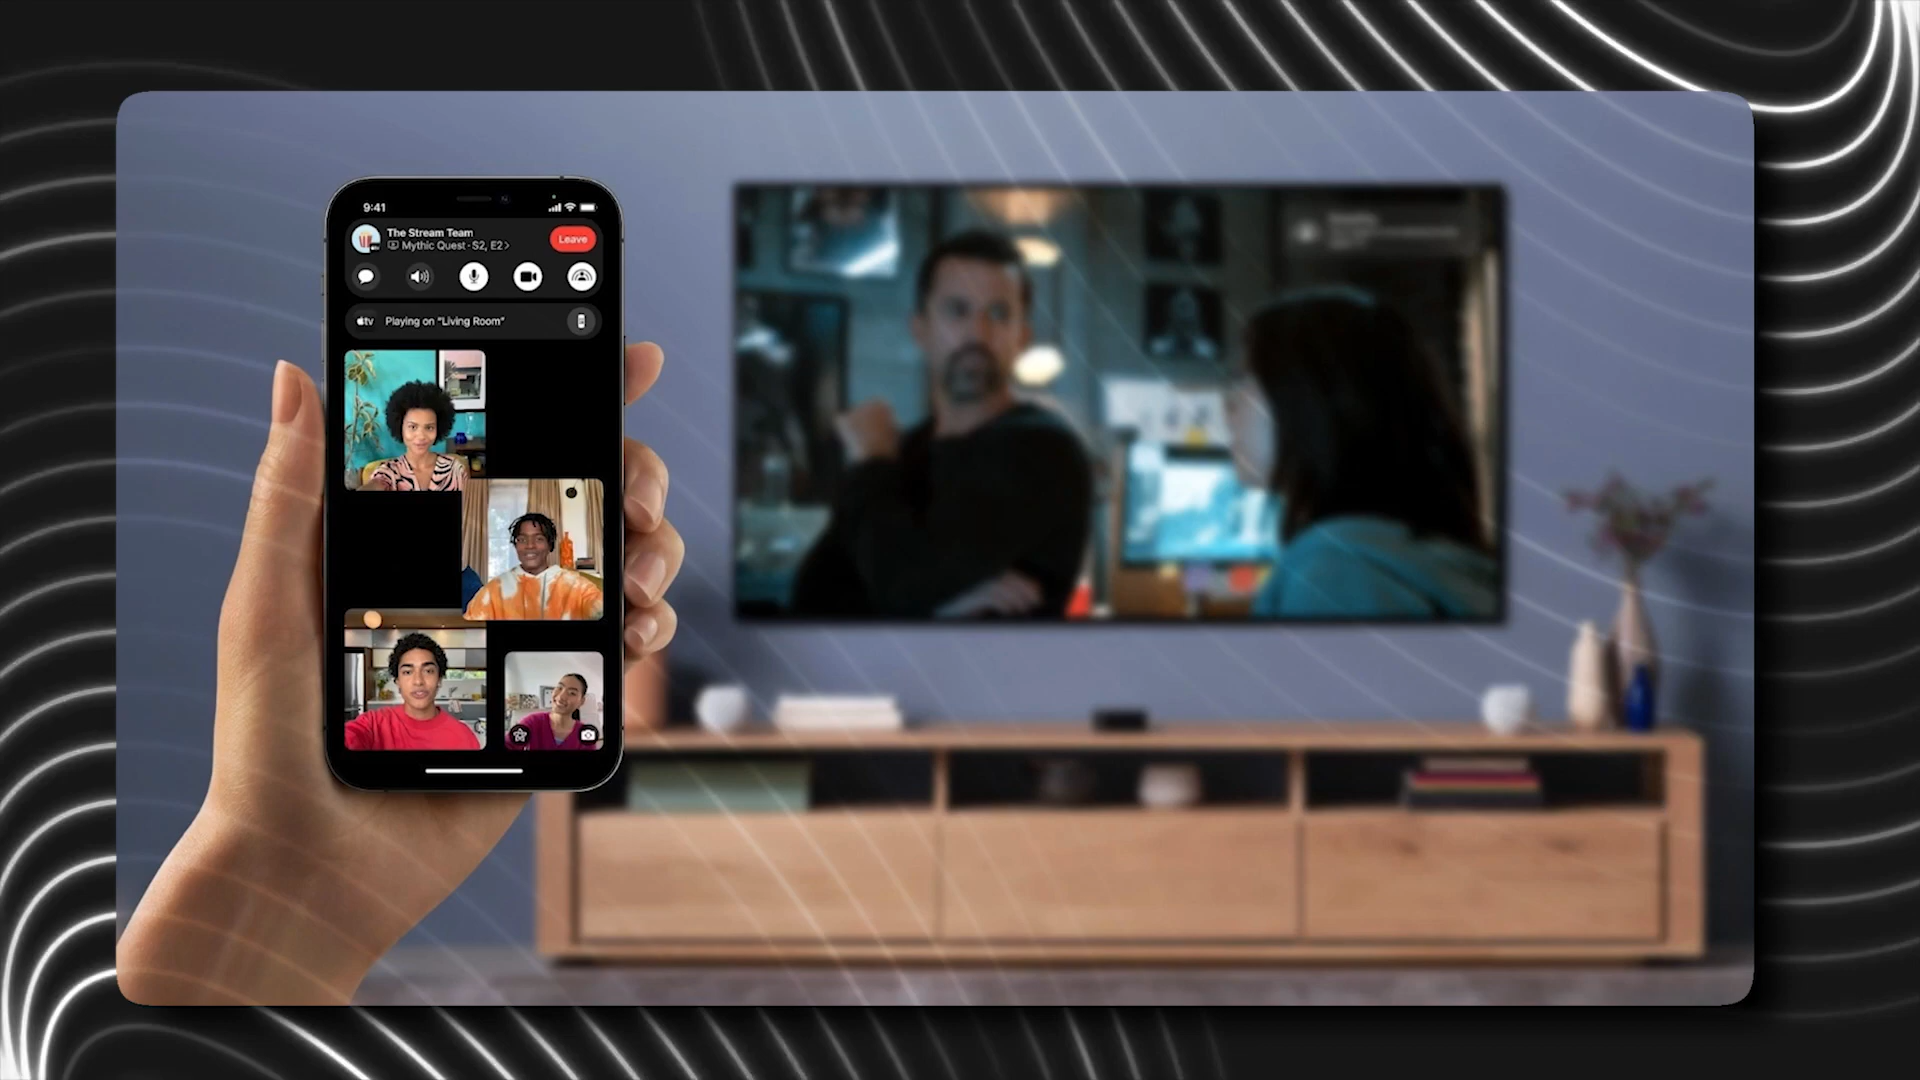 9:41
The Stream Team
Mythic Quest · S2, E2 >
Leave
tv Playing on “Living Room”